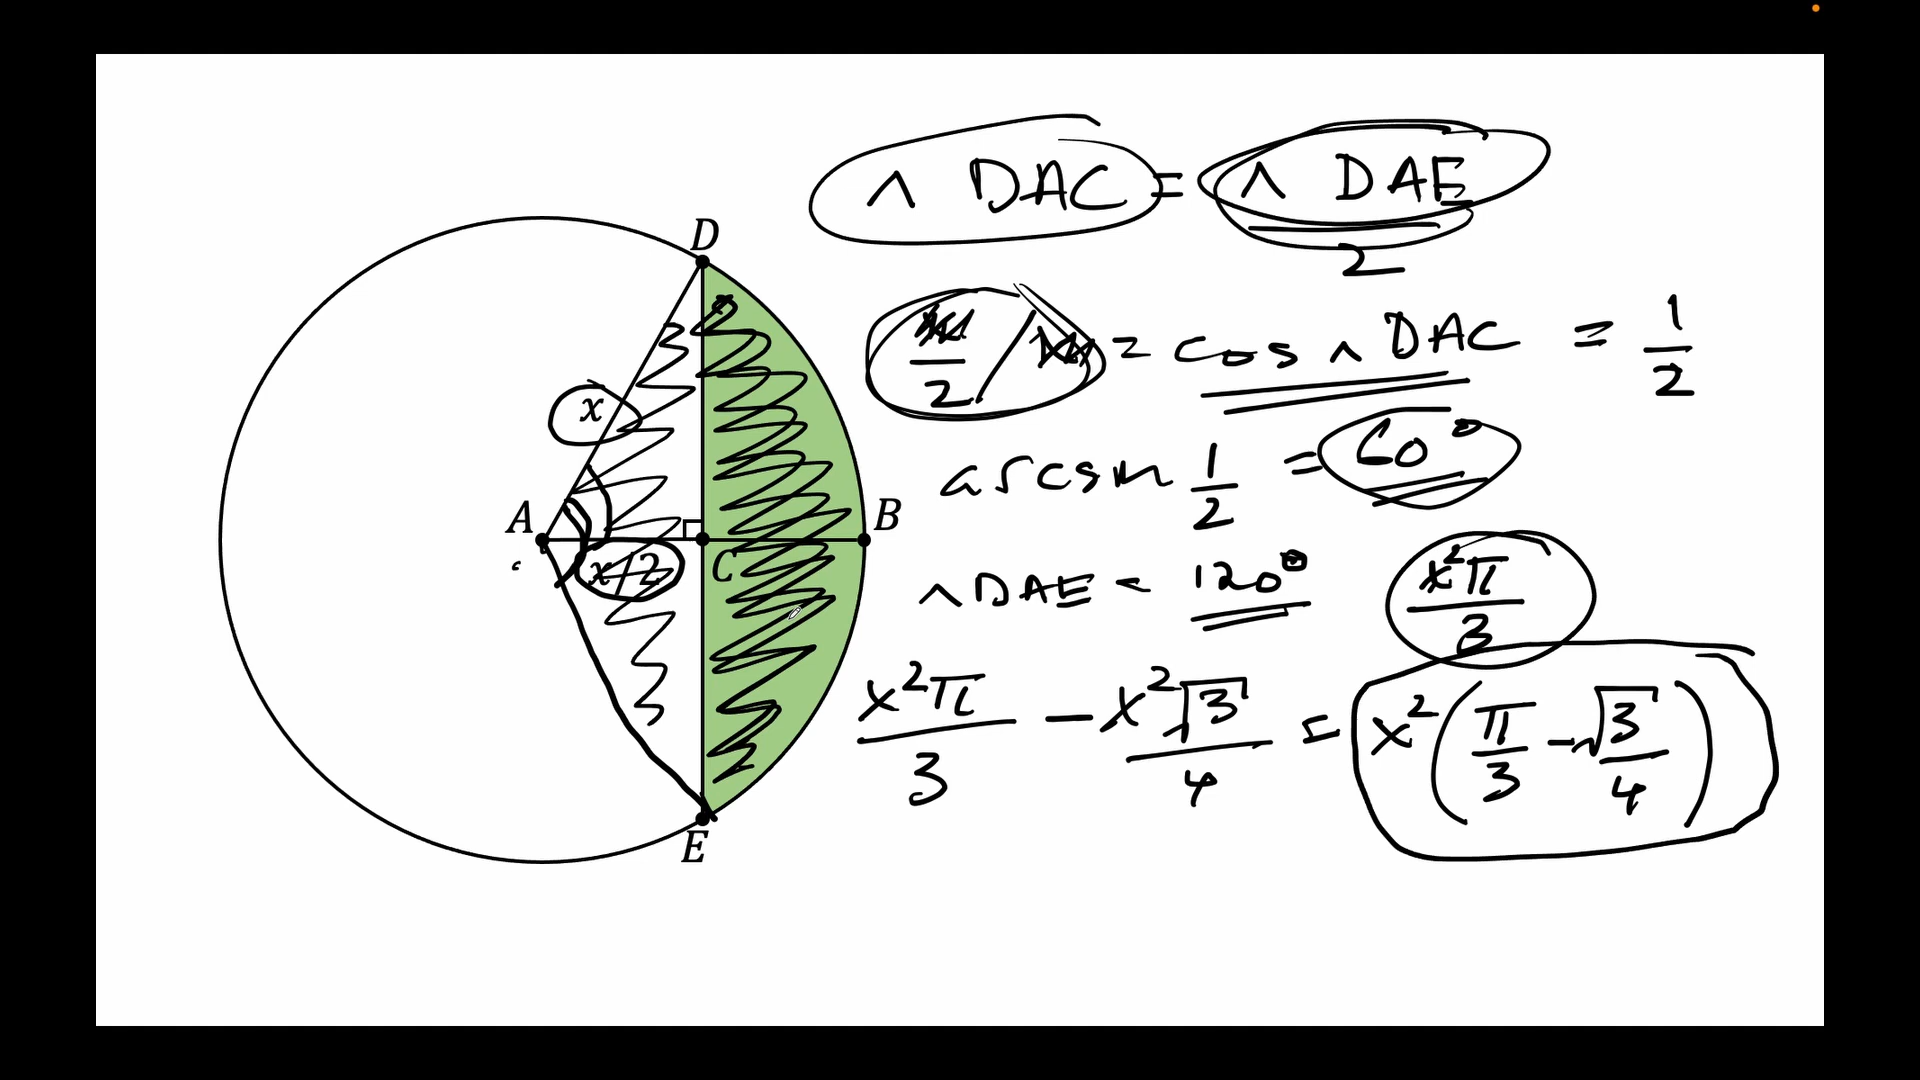 D
A
x
x/2
C
B
E
∧ DAC = ∧ DAE / 2
/2 / = cos ∧ DAC = 1/2
arcsin 1/2 = 60°
∧ DAE = 120°
x²π/3
x²π/3 − x²√3/4 = x²(π/3 − √3/4)